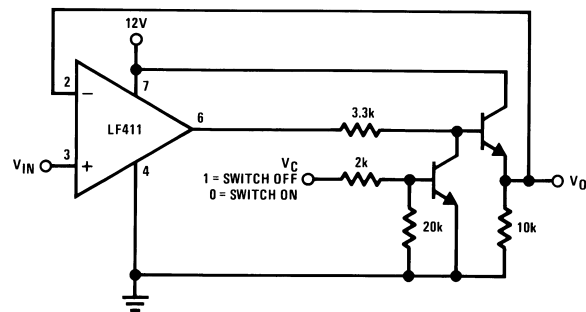 12V
2
7
−
LF411
6
3.3k
V_IN
3
+
4
V_C
1 = SWITCH OFF
0 = SWITCH ON
2k
V_O
20k
10k